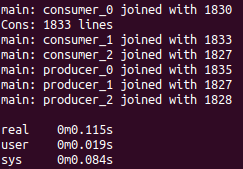 main: consumer_0 joined with 1830
Cons: 1833 lines
main: consumer_1 joined with 1833
main: consumer_2 joined with 1827
main: producer_0 joined with 1835
main: producer_1 joined with 1827
main: producer_2 joined with 1828
real 0m0.115s
user 0m0.019s
sys 0m0.084s